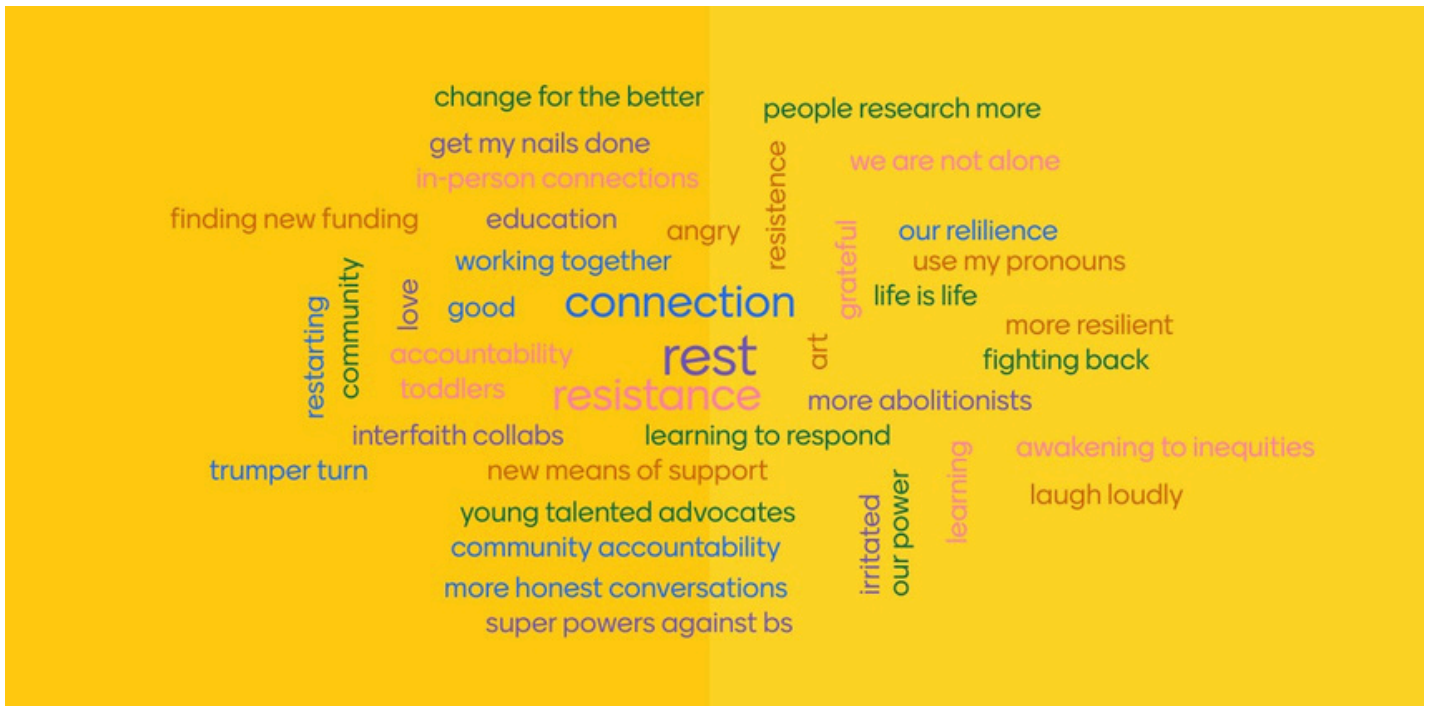 change for the better
people research more
get my nails done
we are not alone
in-person connections
resistence
finding new funding
education
angry
grateful
our relilience
working together
use my pronouns
community
love
good
connection
life is life
restarting
more resilient
accountability
rest
art
fighting back
toddlers
resistance
more abolitionists
interfaith collabs
learning to respond
awakening to inequities
trumper turn
new means of support
learning
laugh loudly
young talented advocates
irritated
our power
community accountability
more honest conversations
super powers against bs